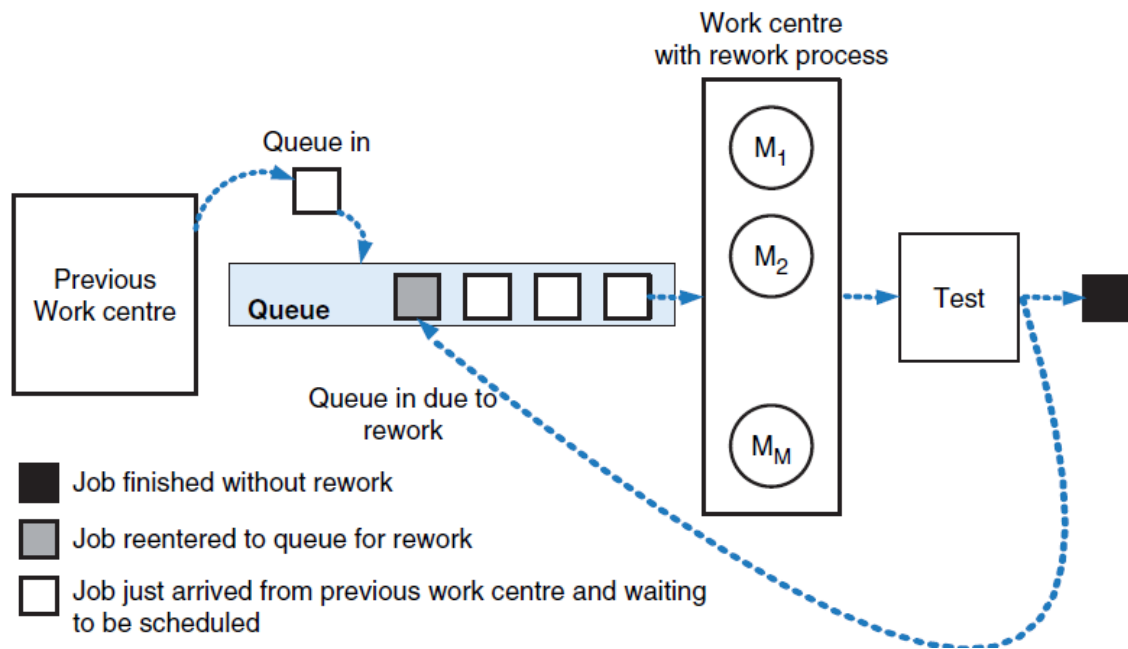 Work centre
with rework process
Queue in
M1
Previous
Work centre
M2
Queue
Test
Queue in due to
rework
MM
Job finished without rework
Job reentered to queue for rework
Job just arrived from previous work centre and waiting
to be scheduled